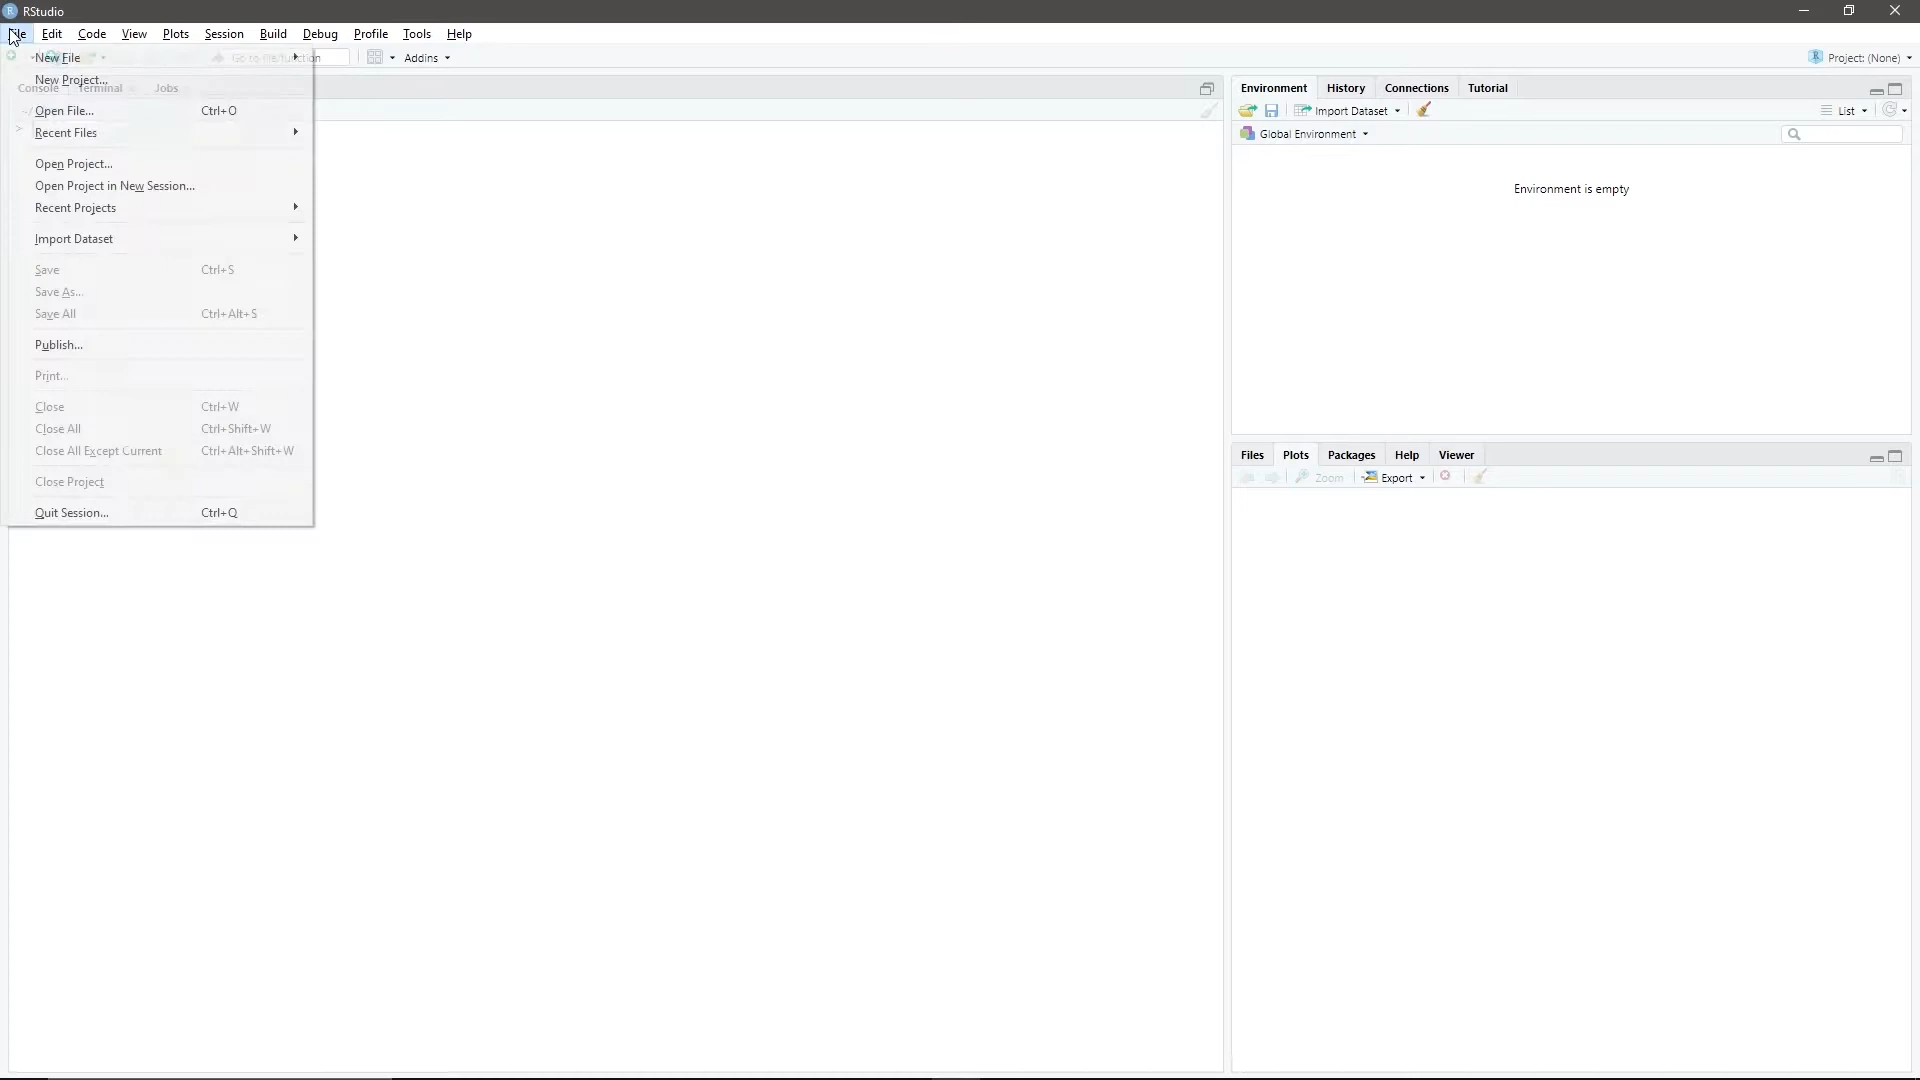 RStudio
File Edit Code View Plots Session Build Debug Profile Tools Help
Go to file/function Addins Project: (None)
New File
New Project...
Console Terminal Jobs
Open File... Ctrl+O
Recent Files
>
Open Project...
Open Project in New Session...
Recent Projects
Import Dataset
Save Ctrl+S
Save As...
Save All Ctrl+Alt+S
Publish...
Print...
Close Ctrl+W
Close All Ctrl+Shift+W
Close All Except Current Ctrl+Alt+Shift+W
Close Project
Quit Session... Ctrl+Q
Environment History Connections Tutorial
Import Dataset List
Global Environment
Environment is empty
Files Plots Packages Help Viewer
Zoom Export